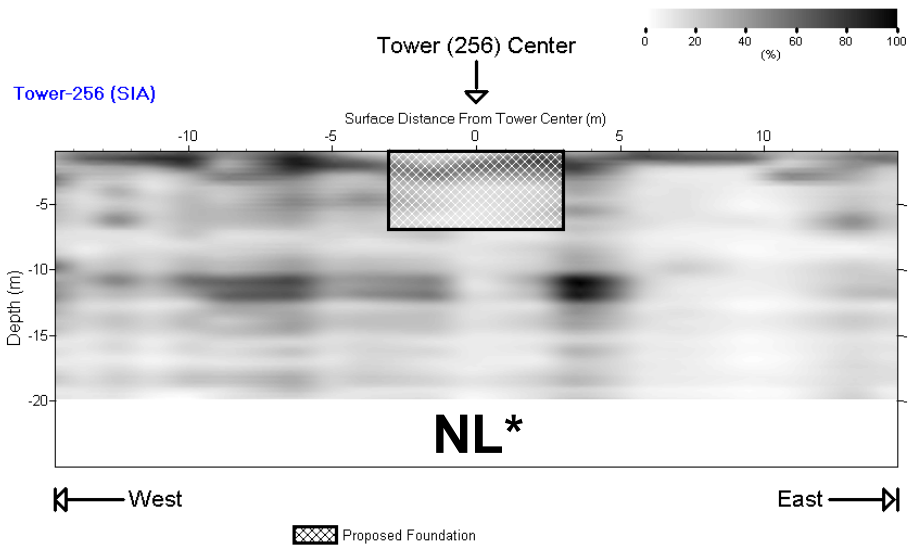 0 20 40 60 80 100
(%)
Tower (256) Center
Tower-256 (SIA)
Surface Distance From Tower Center (m)
-10 -5 0 5 10
-5
-10
-15
-20
Depth (m)
NL*
West
East
Proposed Foundation